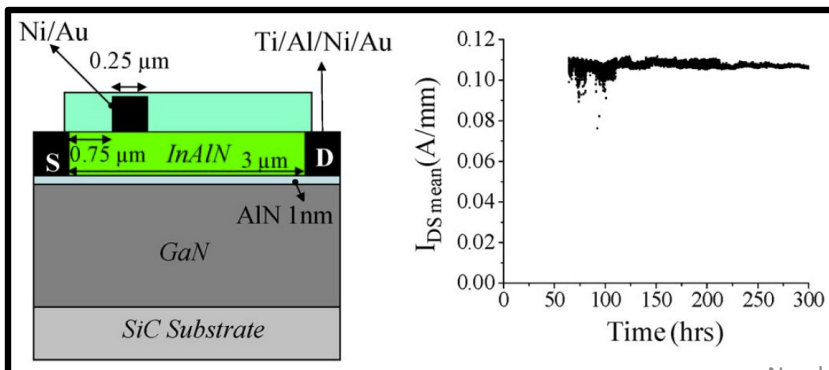 Ni/Au
0.25 μm
Ti/Al/Ni/Au
S
0.75 μm
InAlN
3 μm
D
AlN 1nm
GaN
SiC Substrate
I_DS mean (A/mm)
0.12
0.10
0.08
0.06
0.04
0.02
0.00
0 50 100 150 200 250 300
Time (hrs)